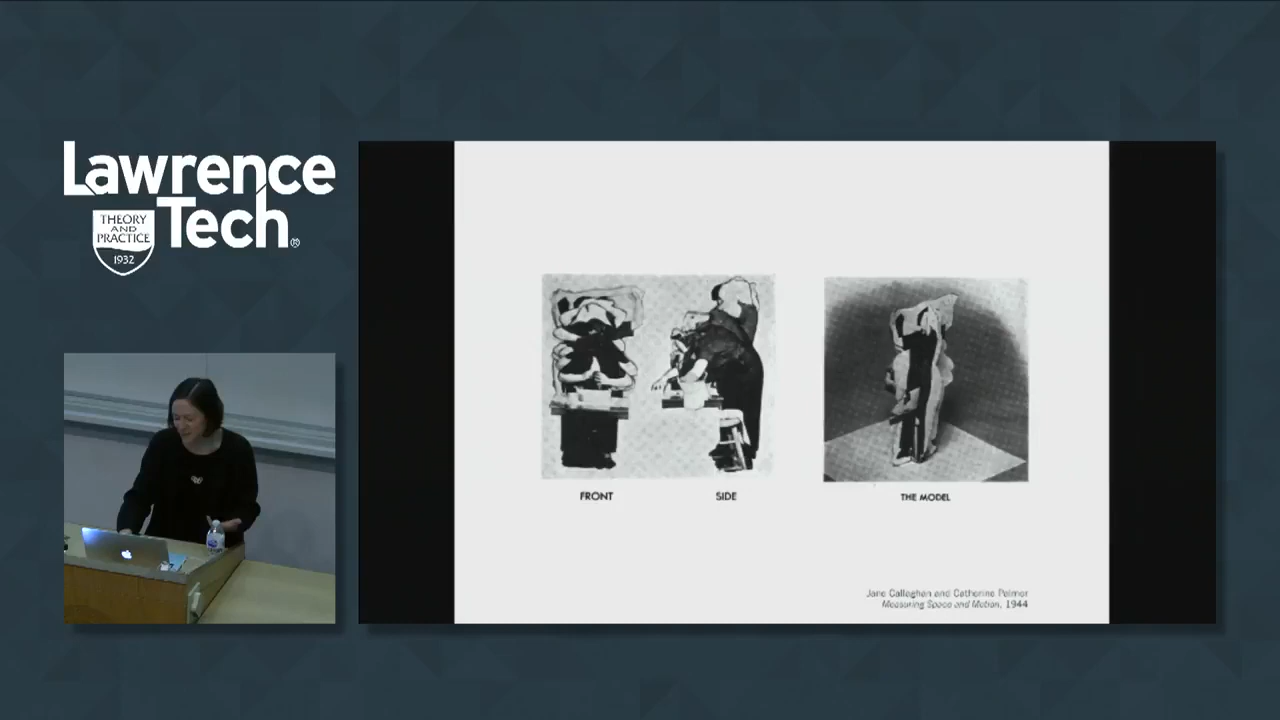 Lawrence
Tech®
THEORY
AND
PRACTICE
1932
FRONT
SIDE
THE MODEL
Jane Callaghan and Catherine Palmer
Measuring Space and Motion, 1944